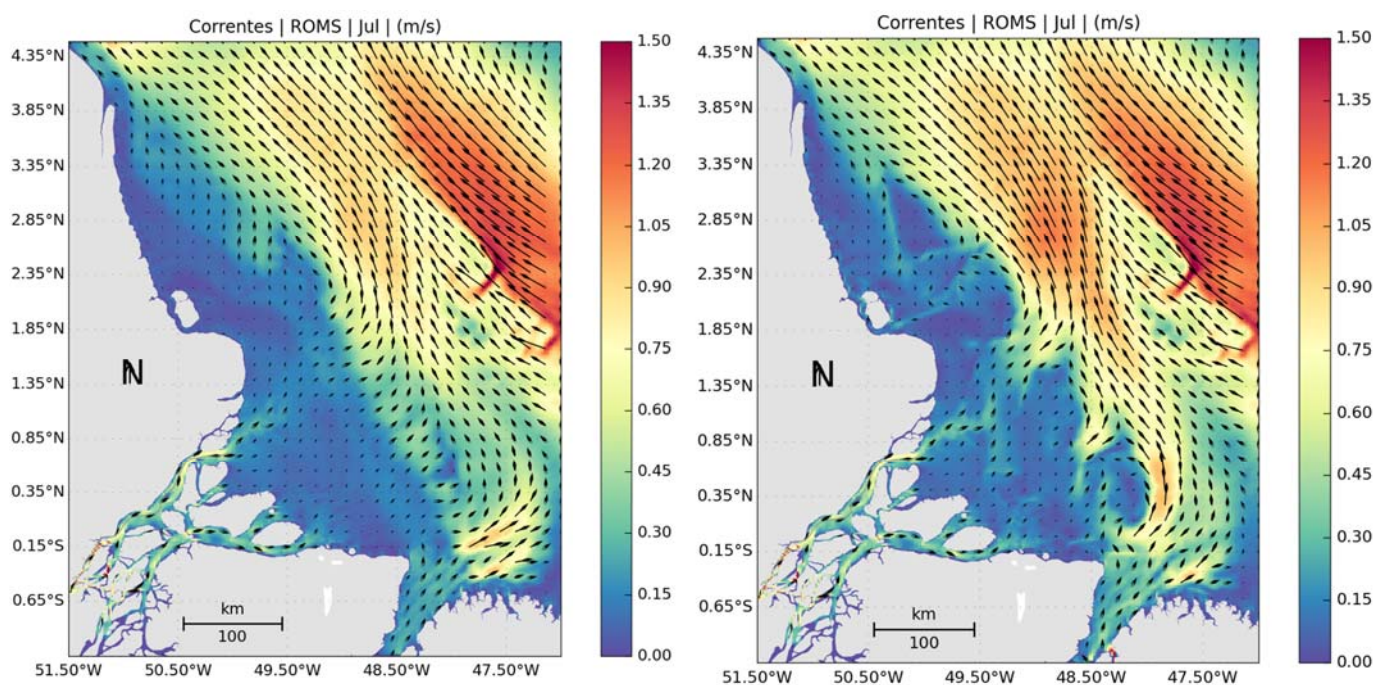 Correntes | ROMS | Jul | (m/s)
4.35°N
3.85°N
3.35°N
2.85°N
2.35°N
1.85°N
1.35°N
0.85°N
0.35°N
0.15°S
0.65°S
N
km
100
51.50°W 50.50°W 49.50°W 48.50°W 47.50°W
1.50
1.35
1.20
1.05
0.90
0.75
0.60
0.45
0.30
0.15
0.00
Correntes | ROMS | Jul | (m/s)
4.35°N
3.85°N
3.35°N
2.85°N
2.35°N
1.85°N
1.35°N
0.85°N
0.35°N
0.15°S
0.65°S
N
km
100
51.50°W 50.50°W 49.50°W 48.50°W 47.50°W
1.50
1.35
1.20
1.05
0.90
0.75
0.60
0.45
0.30
0.15
0.00